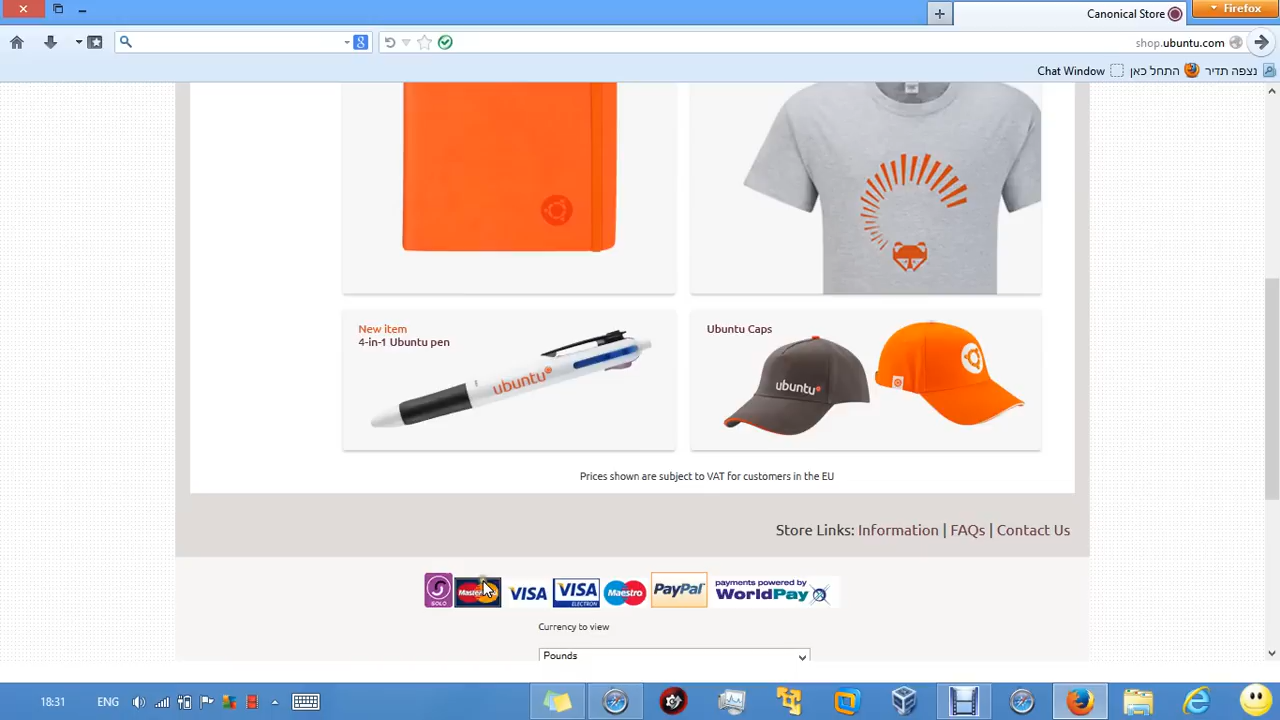 Canonical Store
Firefox
shop.ubuntu.com
8
Chat Window
התחל כאן
נצפה תדיר
New item
4-in-1 Ubuntu pen
ubuntu
Ubuntu Caps
ubuntu
Prices shown are subject to VAT for customers in the EU
Store Links: Information | FAQs | Contact Us
SOLO
VISA
VISA
ELECTRON
Maestro
PayPal
payments powered by
WorldPay
Currency to view
Pounds
18:31
ENG